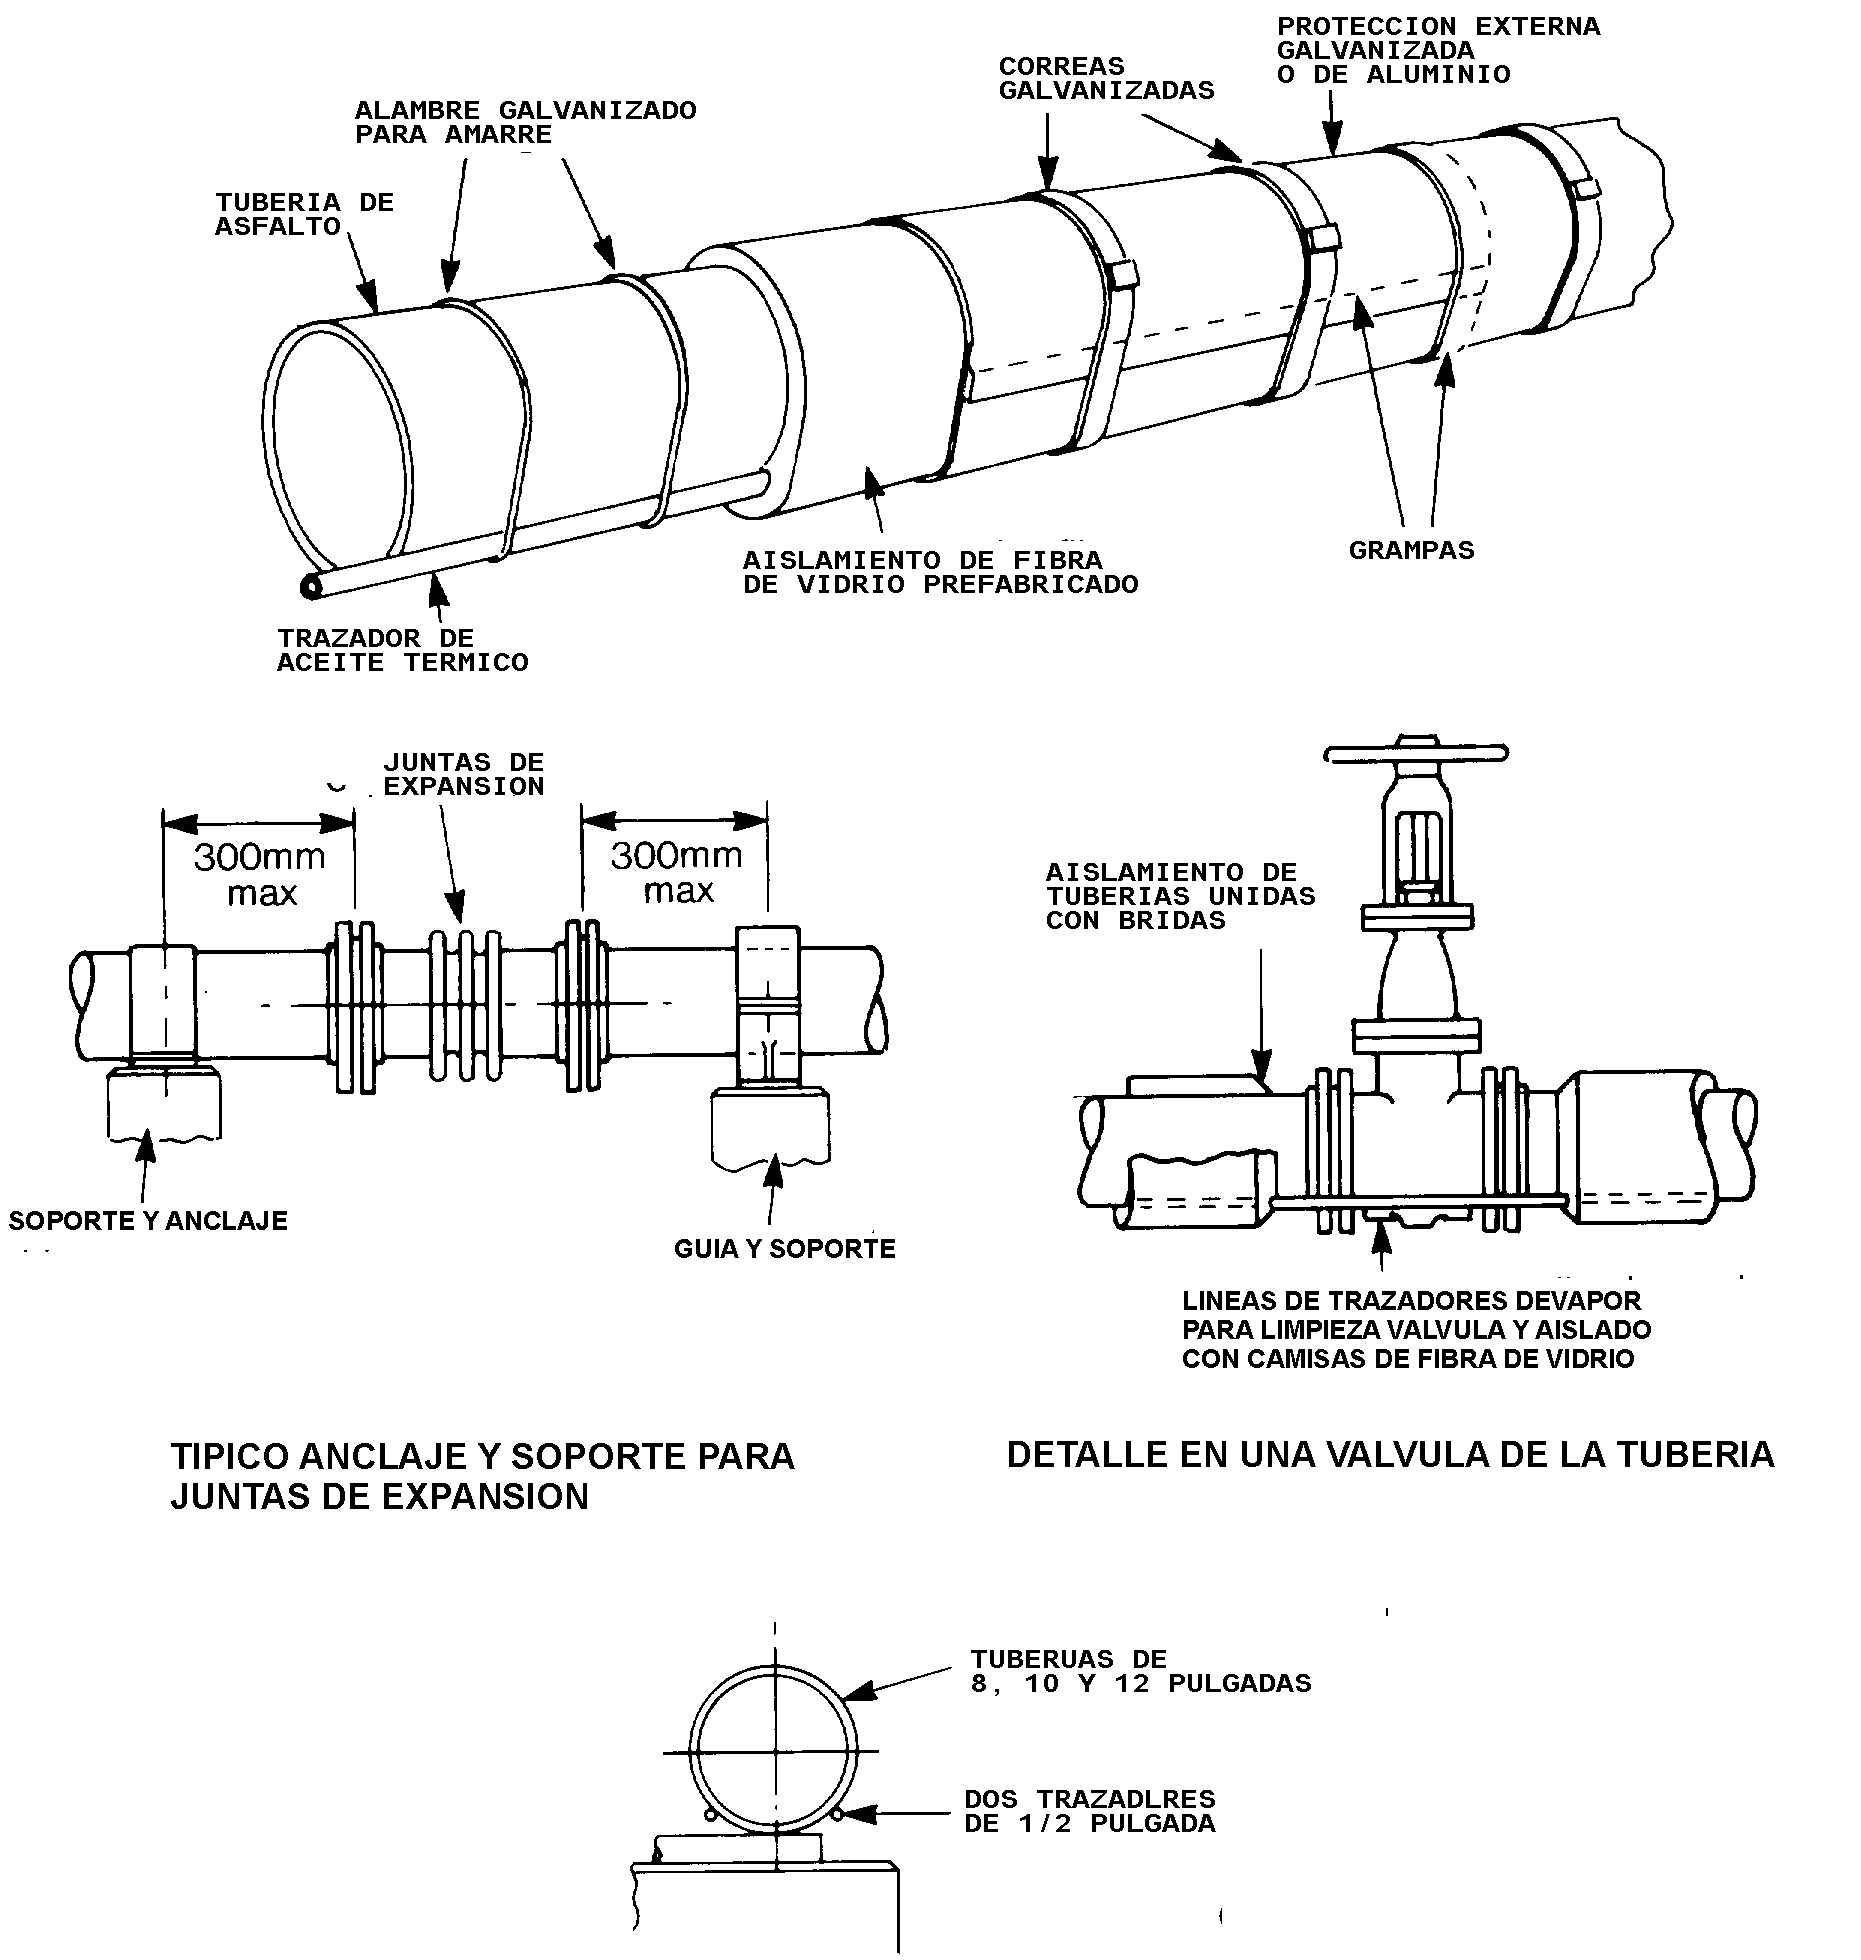 PROTECCION EXTERNA
GALVANIZADA
O DE ALUMINIO
CORREAS
GALVANIZADAS
ALAMBRE GALVANIZADO
PARA AMARRE
TUBERIA DE
ASFALTO
GRAMPAS
AISLAMIENTO DE FIBRA
DE VIDRIO PREFABRICADO
TRAZADOR DE
ACEITE TERMICO
JUNTAS DE
EXPANSION
300mm
max
300mm
max
SOPORTE Y ANCLAJE
GUIA Y SOPORTE
AISLAMIENTO DE
TUBERIAS UNIDAS
CON BRIDAS
LINEAS DE TRAZADORES DEVAPOR
PARA LIMPIEZA VALVULA Y AISLADO
CON CAMISAS DE FIBRA DE VIDRIO
TIPICO ANCLAJE Y SOPORTE PARA
JUNTAS DE EXPANSION
DETALLE EN UNA VALVULA DE LA TUBERIA
TUBERUAS DE
8, 10 Y 12 PULGADAS
DOS TRAZADLRES
DE 1/2 PULGADA